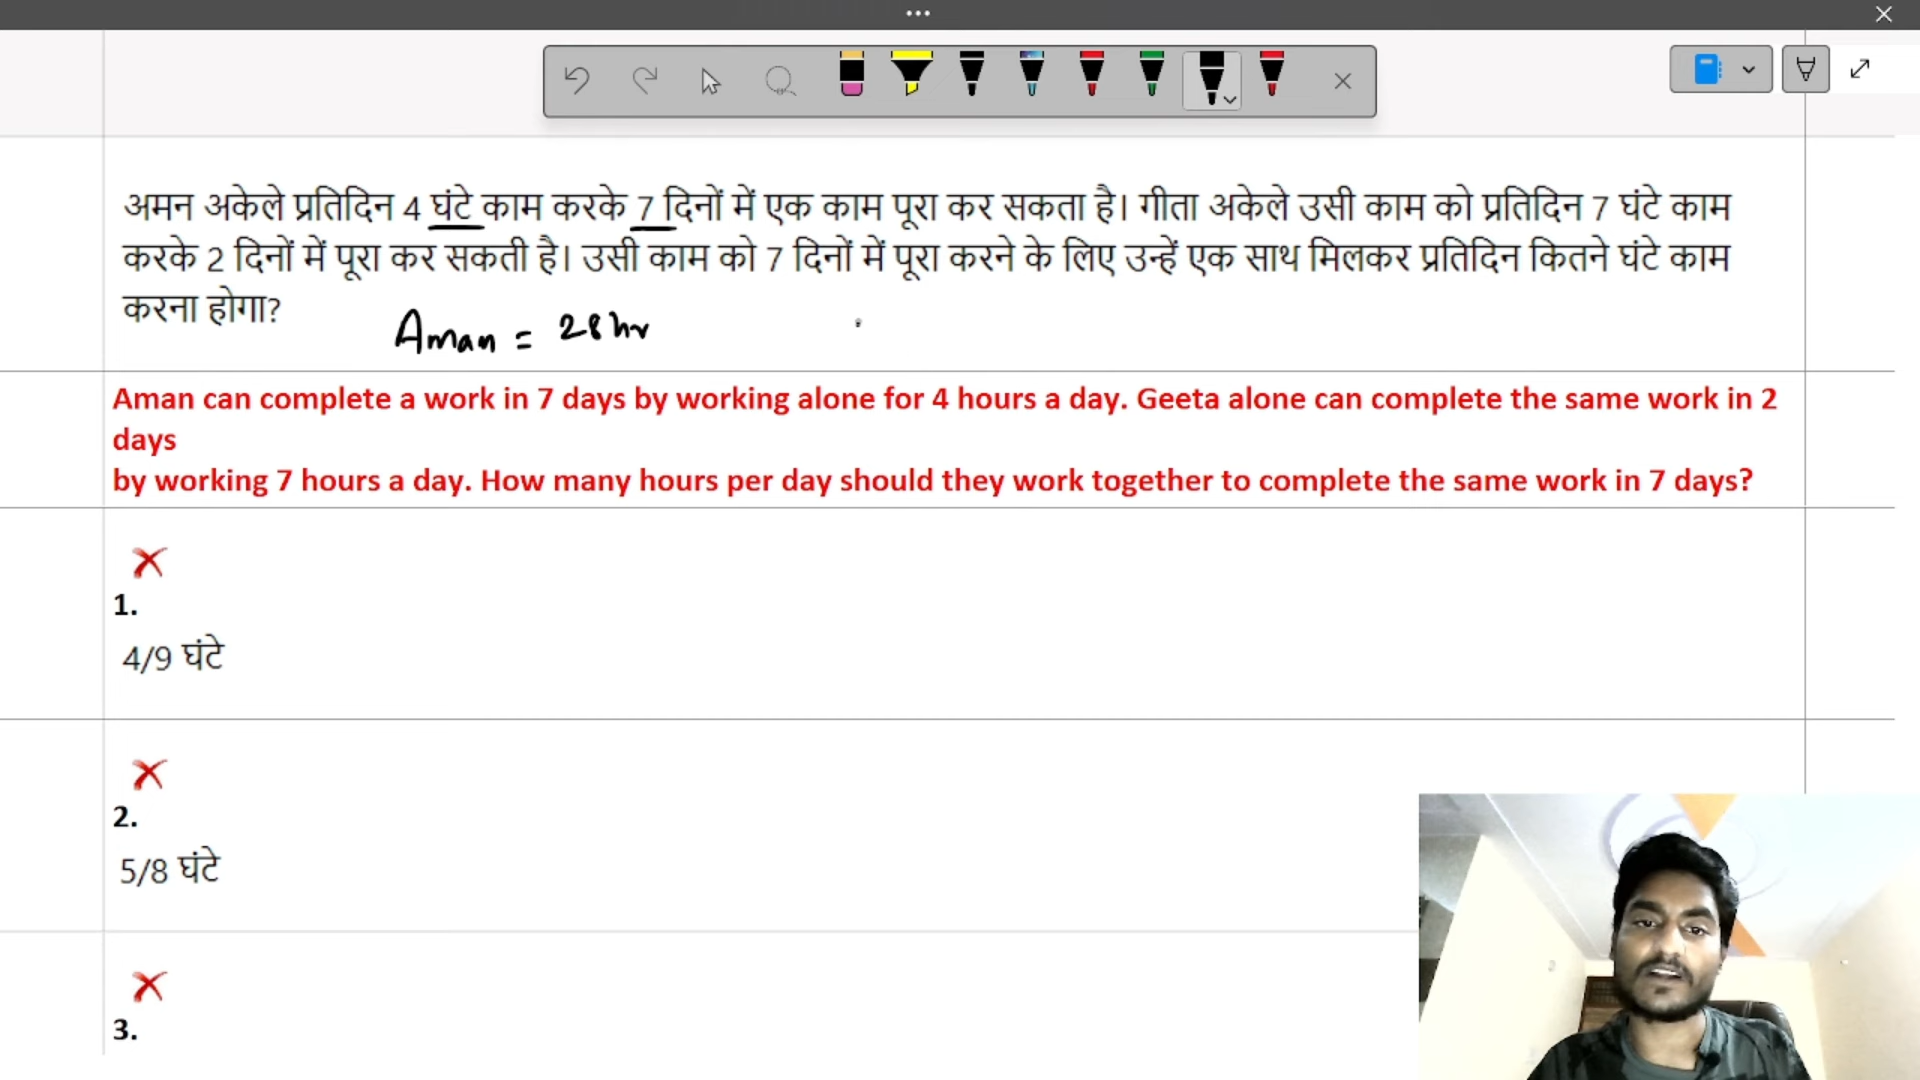 अमन अकेले प्रतिदिन 4 घंटे काम करके 7 दिनों में एक काम पूरा कर सकता है। गीता अकेले उसी काम को प्रतिदिन 7 घंटे काम
करके 2 दिनों में पूरा कर सकती है। उसी काम को 7 दिनों में पूरा करने के लिए उन्हें एक साथ मिलकर प्रतिदिन कितने घंटे काम
करना होगा?
Aman = 28 hr
Aman can complete a work in 7 days by working alone for 4 hours a day. Geeta alone can complete the same work in 2
days
by working 7 hours a day. How many hours per day should they work together to complete the same work in 7 days?
1.
4/9 घंटे
2.
5/8 घंटे
3.